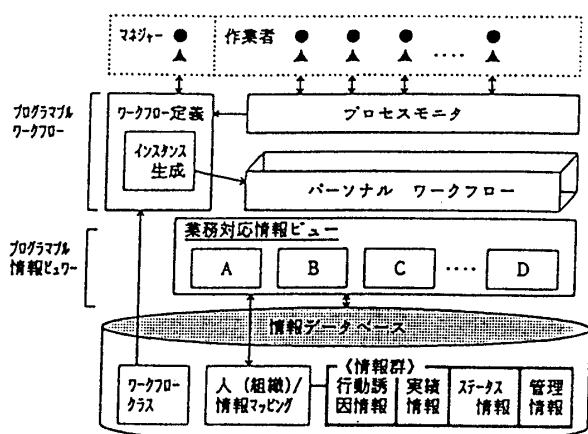 マネジャー 作業者
‥‥
プログラマブル
ワークフロー
ワークフロー定義
プロセスモニタ
インスタンス
生成
パーソナル ワークフロー
プログラマブル
情報ビュワー
業務対応情報ビュー
A B C ‥‥ D
情報データベース
ワークフロー
クラス
人(組織)/
情報マッピング
《情報群》
行動誘
因情報
実績
情報
ステータス
情報
管理
情報